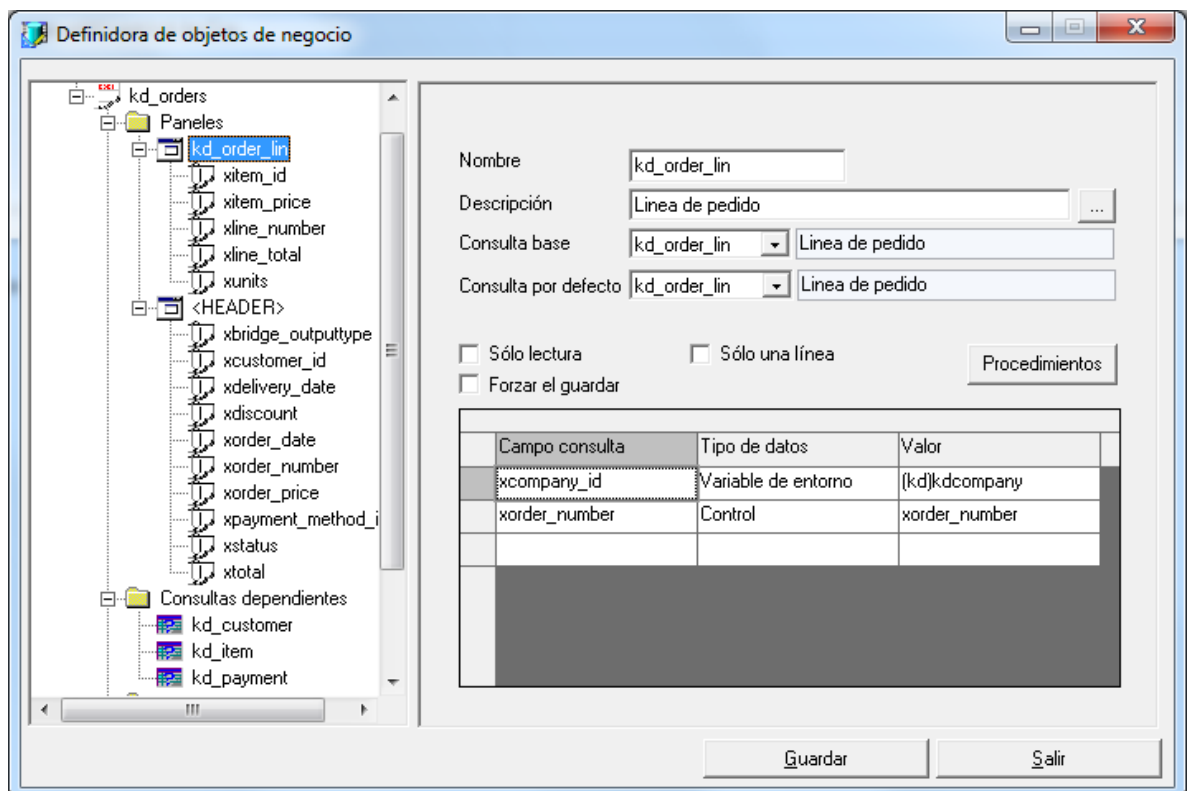 Definidora de objetos de negocio
kd_orders
Paneles
kd_order_lin
xitem_id
xitem_price
xline_number
xline_total
xunits
<HEADER>
xbridge_outputtype
xcustomer_id
xdelivery_date
xdiscount
xorder_date
xorder_number
xorder_price
xpayment_method_i
xstatus
xtotal
Consultas dependientes
kd_customer
kd_item
kd_payment
Nombre kd_order_lin
Descripción Linea de pedido ...
Consulta base kd_order_lin Linea de pedido
Consulta por defecto kd_order_lin Linea de pedido
Sólo lectura Sólo una línea Procedimientos
Forzar el guardar
Campo consulta Tipo de datos Valor
xcompany_id Variable de entorno (kd)kdcompany
xorder_number Control xorder_number
Guardar Salir